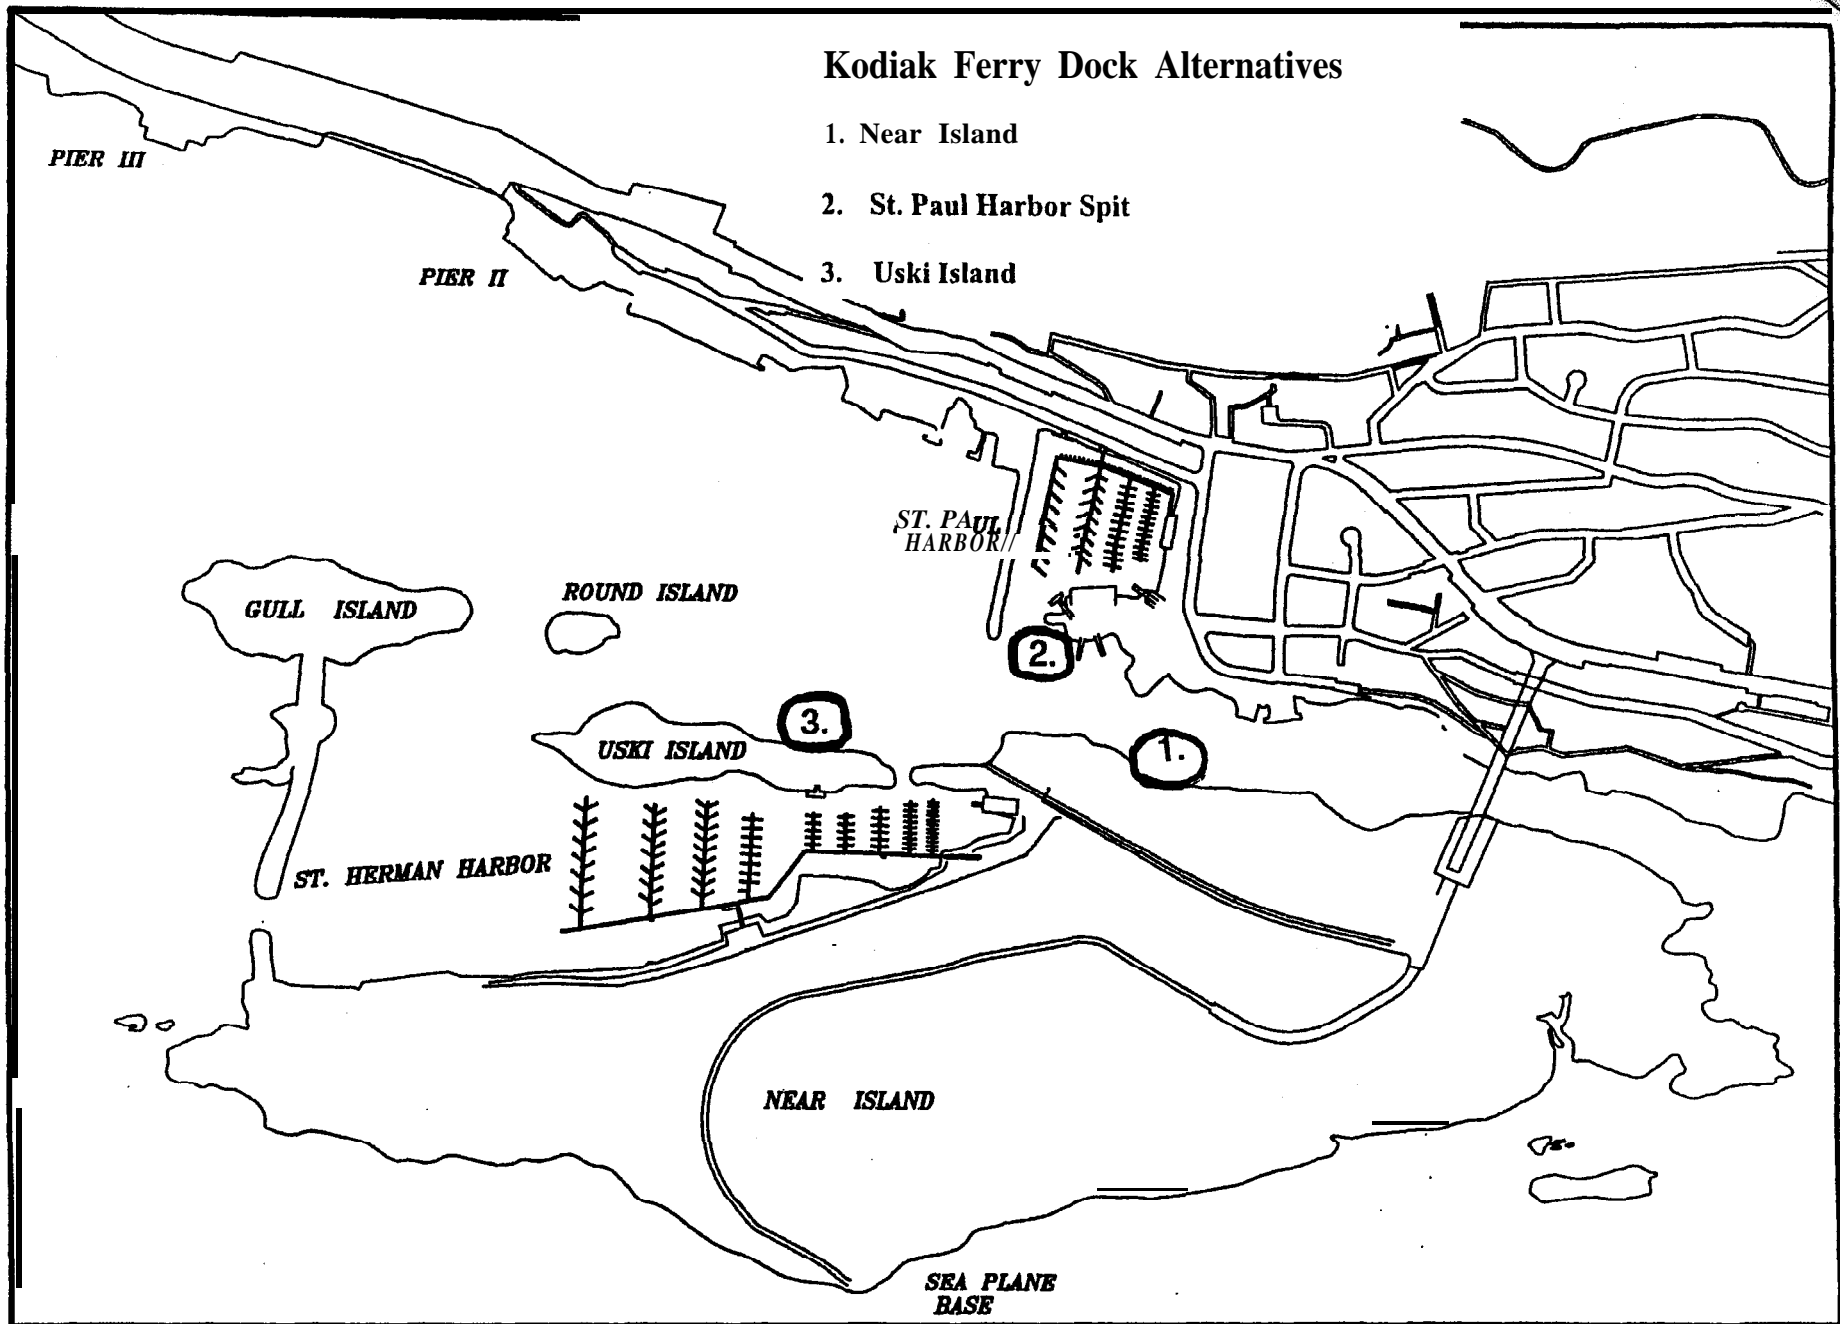 Kodiak Ferry Dock Alternatives
1. Near Island
2. St. Paul Harbor Spit
3. Uski Island
PIER III
PIER II
ST. PAUL
HARBOR
GULL ISLAND
ROUND ISLAND
2.
3.
USKI ISLAND
1.
ST. HERMAN HARBOR
NEAR ISLAND
SEA PLANE
BASE